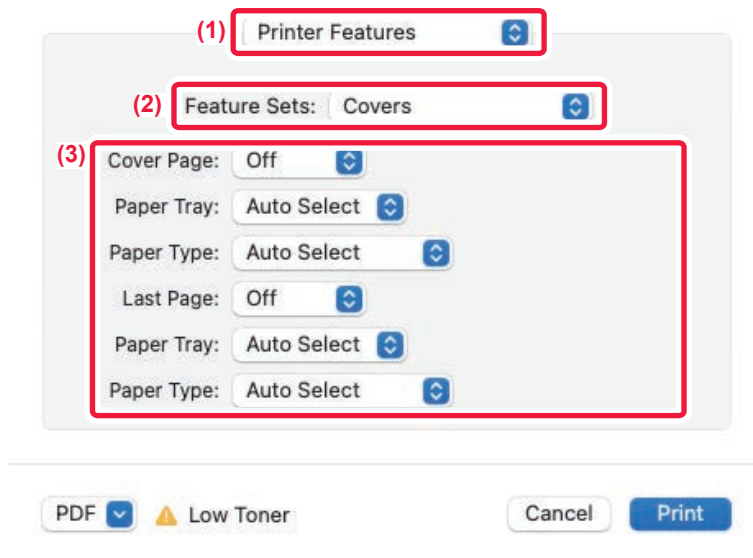 (1) Printer Features
(2) Feature Sets: Covers
(3) Cover Page: Off
Paper Tray: Auto Select
Paper Type: Auto Select
Last Page: Off
Paper Tray: Auto Select
Paper Type: Auto Select
PDF Low Toner Cancel Print